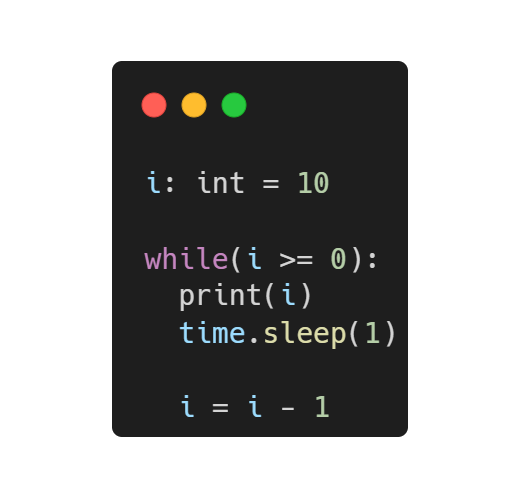 i: int = 10
while(i >= 0):
  print(i)
  time.sleep(1)
  i = i - 1